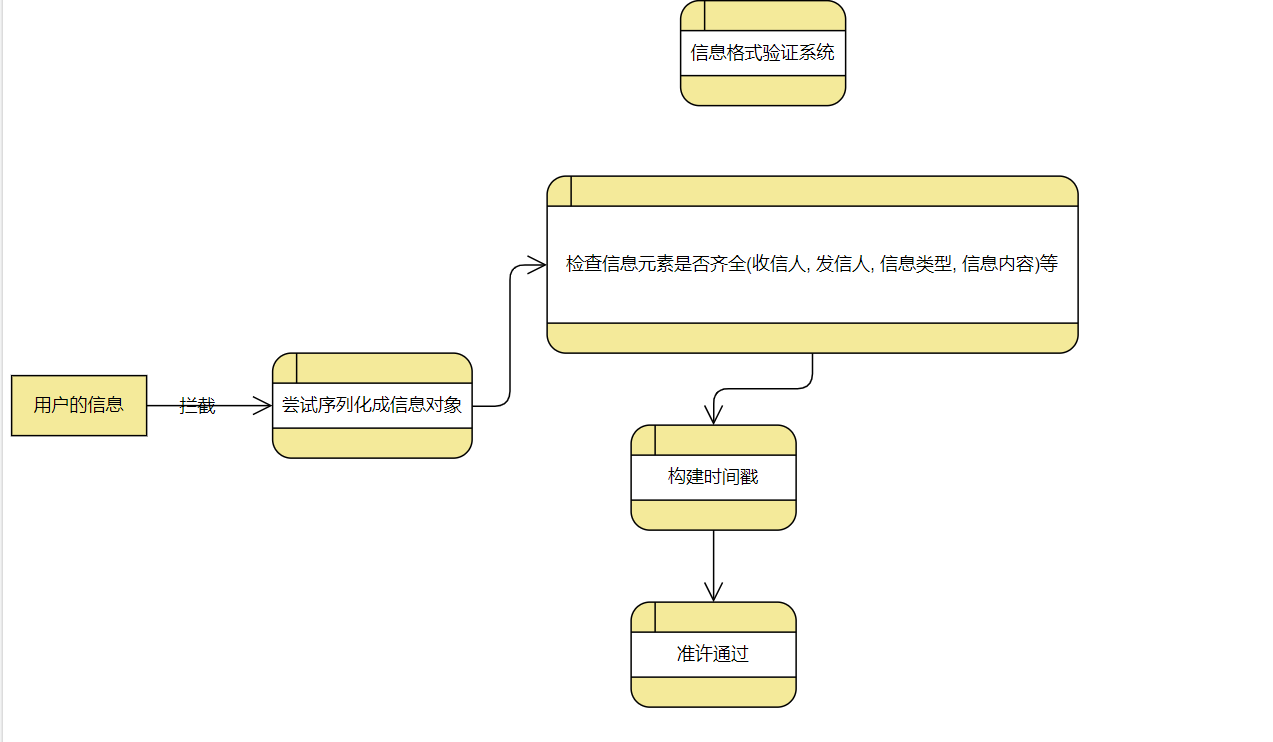 信息格式验证系统
检查信息元素是否齐全(收信人, 发信人, 信息类型, 信息内容)等
用户的信息
拦截
尝试序列化成信息对象
构建时间戳
准许通过